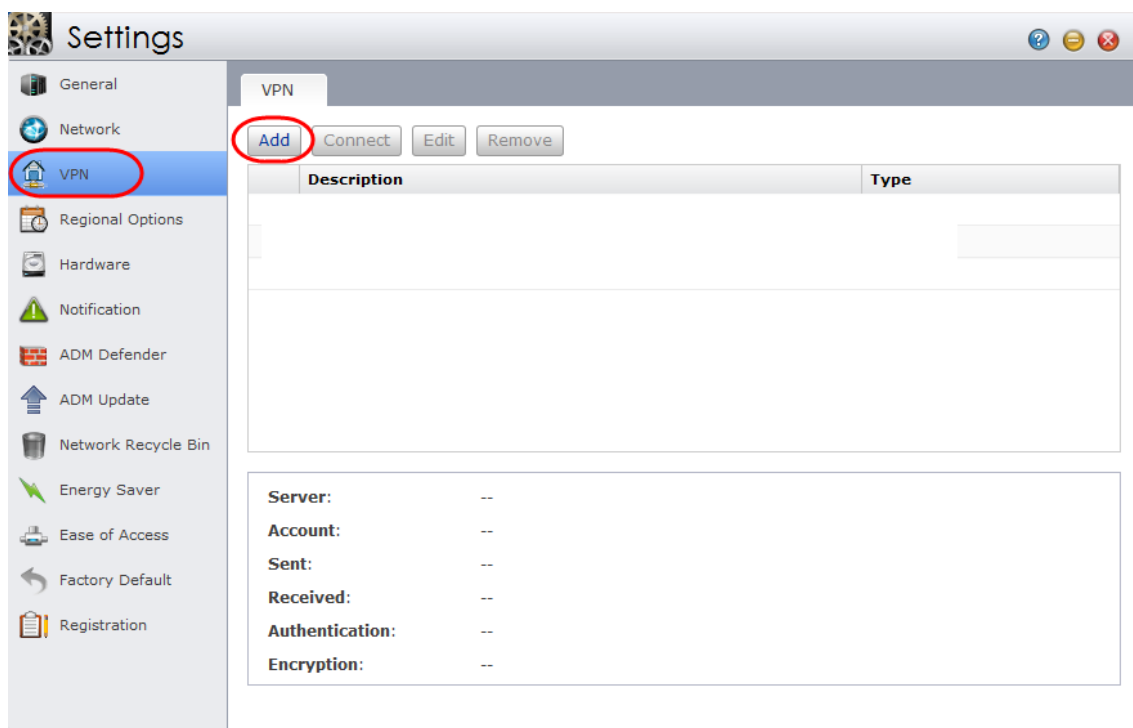 Settings
General
Network
VPN
Regional Options
Hardware
Notification
ADM Defender
ADM Update
Network Recycle Bin
Energy Saver
Ease of Access
Factory Default
Registration
VPN
Add Connect Edit Remove
Description Type
Server: --
Account: --
Sent: --
Received: --
Authentication: --
Encryption: --